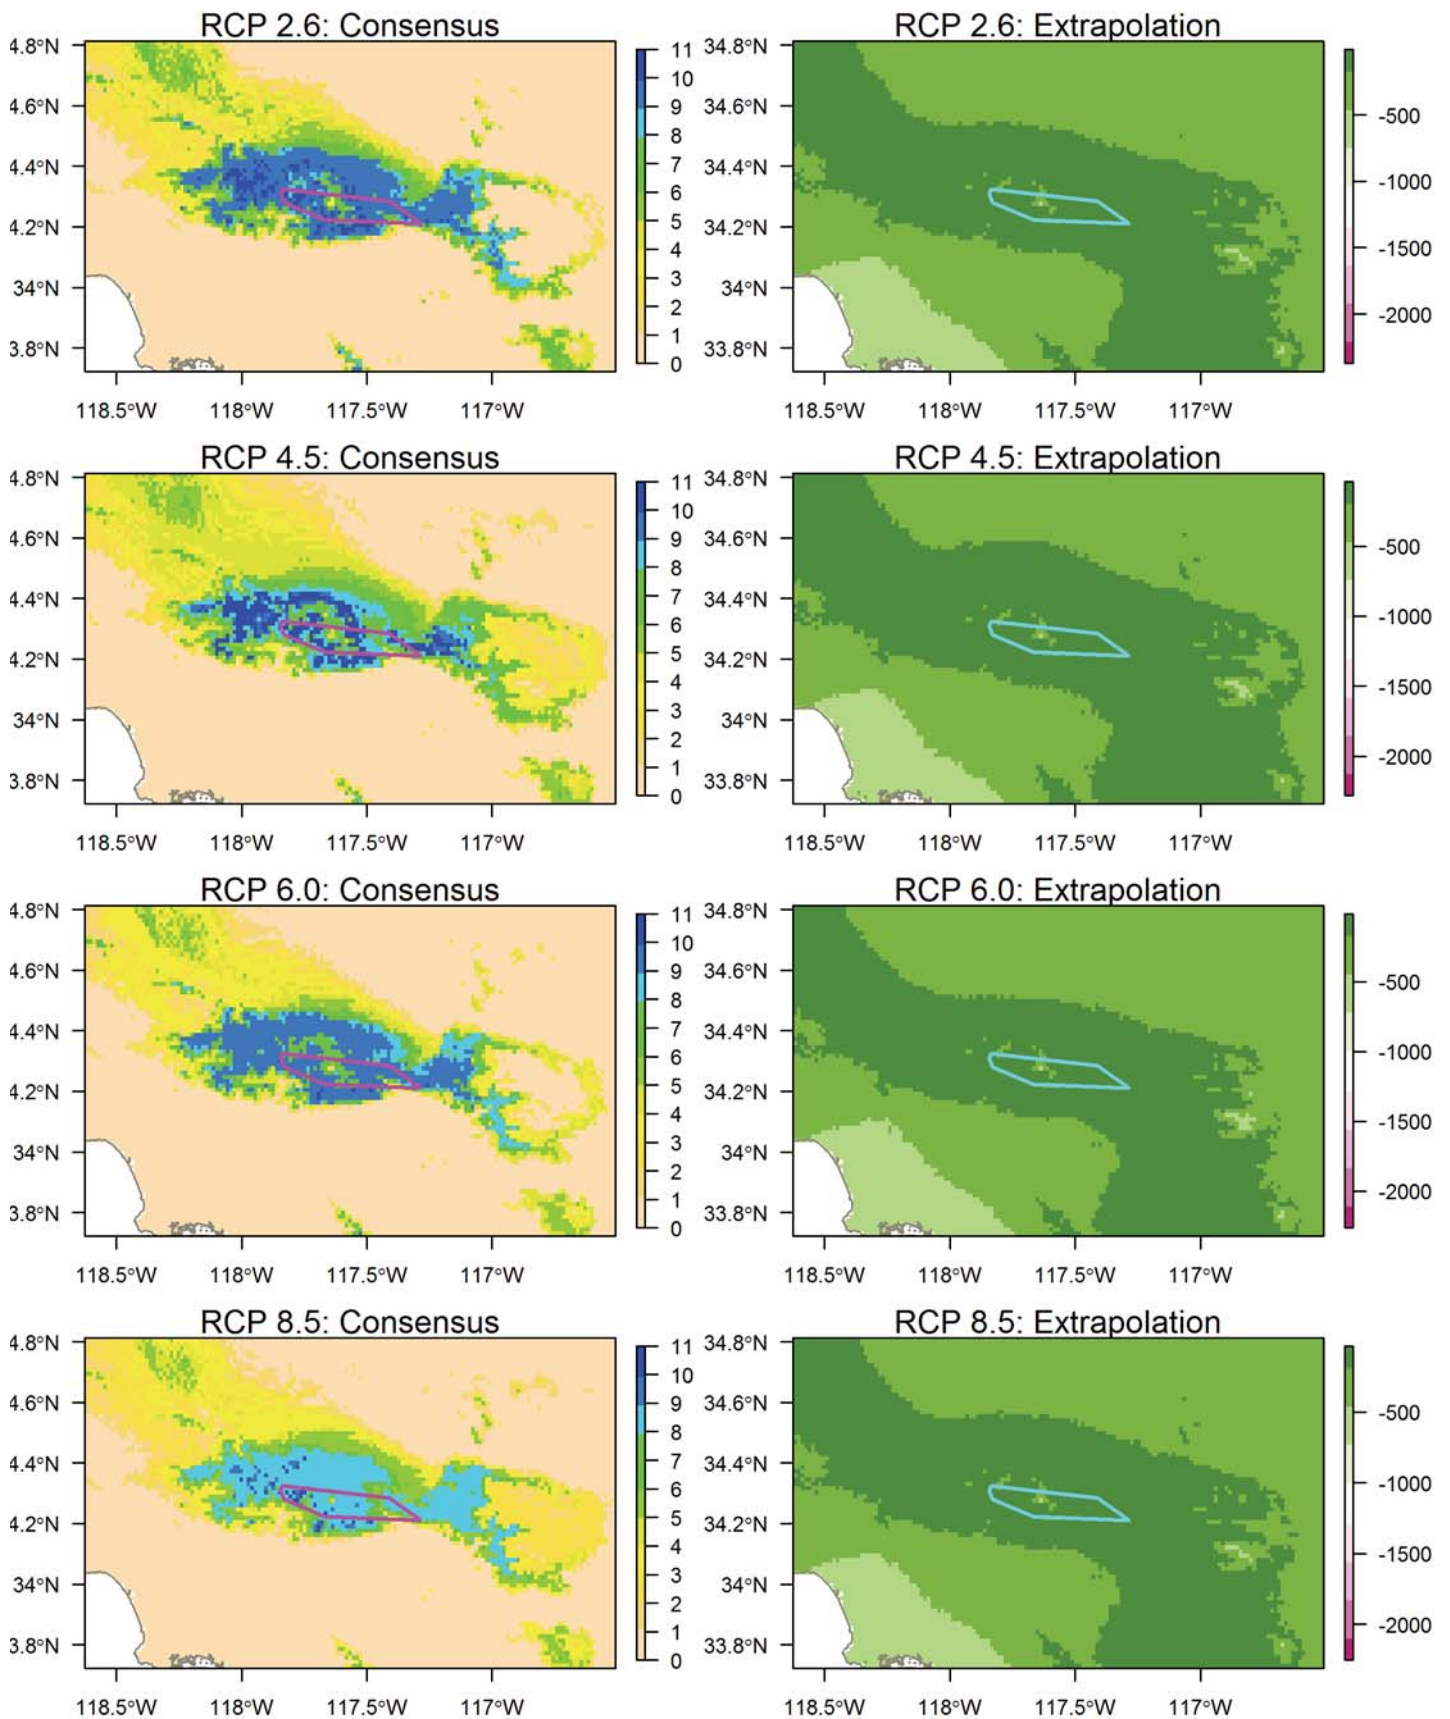 RCP 2.6: Consensus
RCP 2.6: Extrapolation
4.8°N
4.6°N
4.4°N
4.2°N
34°N
3.8°N
118.5°W 118°W 117.5°W 117°W
11
10
9
8
7
6
5
4
3
2
1
0
34.8°N
34.6°N
34.4°N
34.2°N
34°N
33.8°N
118.5°W 118°W 117.5°W 117°W
-500
-1000
-1500
-2000
RCP 4.5: Consensus
RCP 4.5: Extrapolation
4.8°N
4.6°N
4.4°N
4.2°N
34°N
3.8°N
118.5°W 118°W 117.5°W 117°W
11
10
9
8
7
6
5
4
3
2
1
0
34.8°N
34.6°N
34.4°N
34.2°N
34°N
33.8°N
118.5°W 118°W 117.5°W 117°W
-500
-1000
-1500
-2000
RCP 6.0: Consensus
RCP 6.0: Extrapolation
4.8°N
4.6°N
4.4°N
4.2°N
34°N
3.8°N
118.5°W 118°W 117.5°W 117°W
11
10
9
8
7
6
5
4
3
2
1
0
34.8°N
34.6°N
34.4°N
34.2°N
34°N
33.8°N
118.5°W 118°W 117.5°W 117°W
-500
-1000
-1500
-2000
RCP 8.5: Consensus
RCP 8.5: Extrapolation
4.8°N
4.6°N
4.4°N
4.2°N
34°N
3.8°N
118.5°W 118°W 117.5°W 117°W
11
10
9
8
7
6
5
4
3
2
1
0
34.8°N
34.6°N
34.4°N
34.2°N
34°N
33.8°N
118.5°W 118°W 117.5°W 117°W
-500
-1000
-1500
-2000